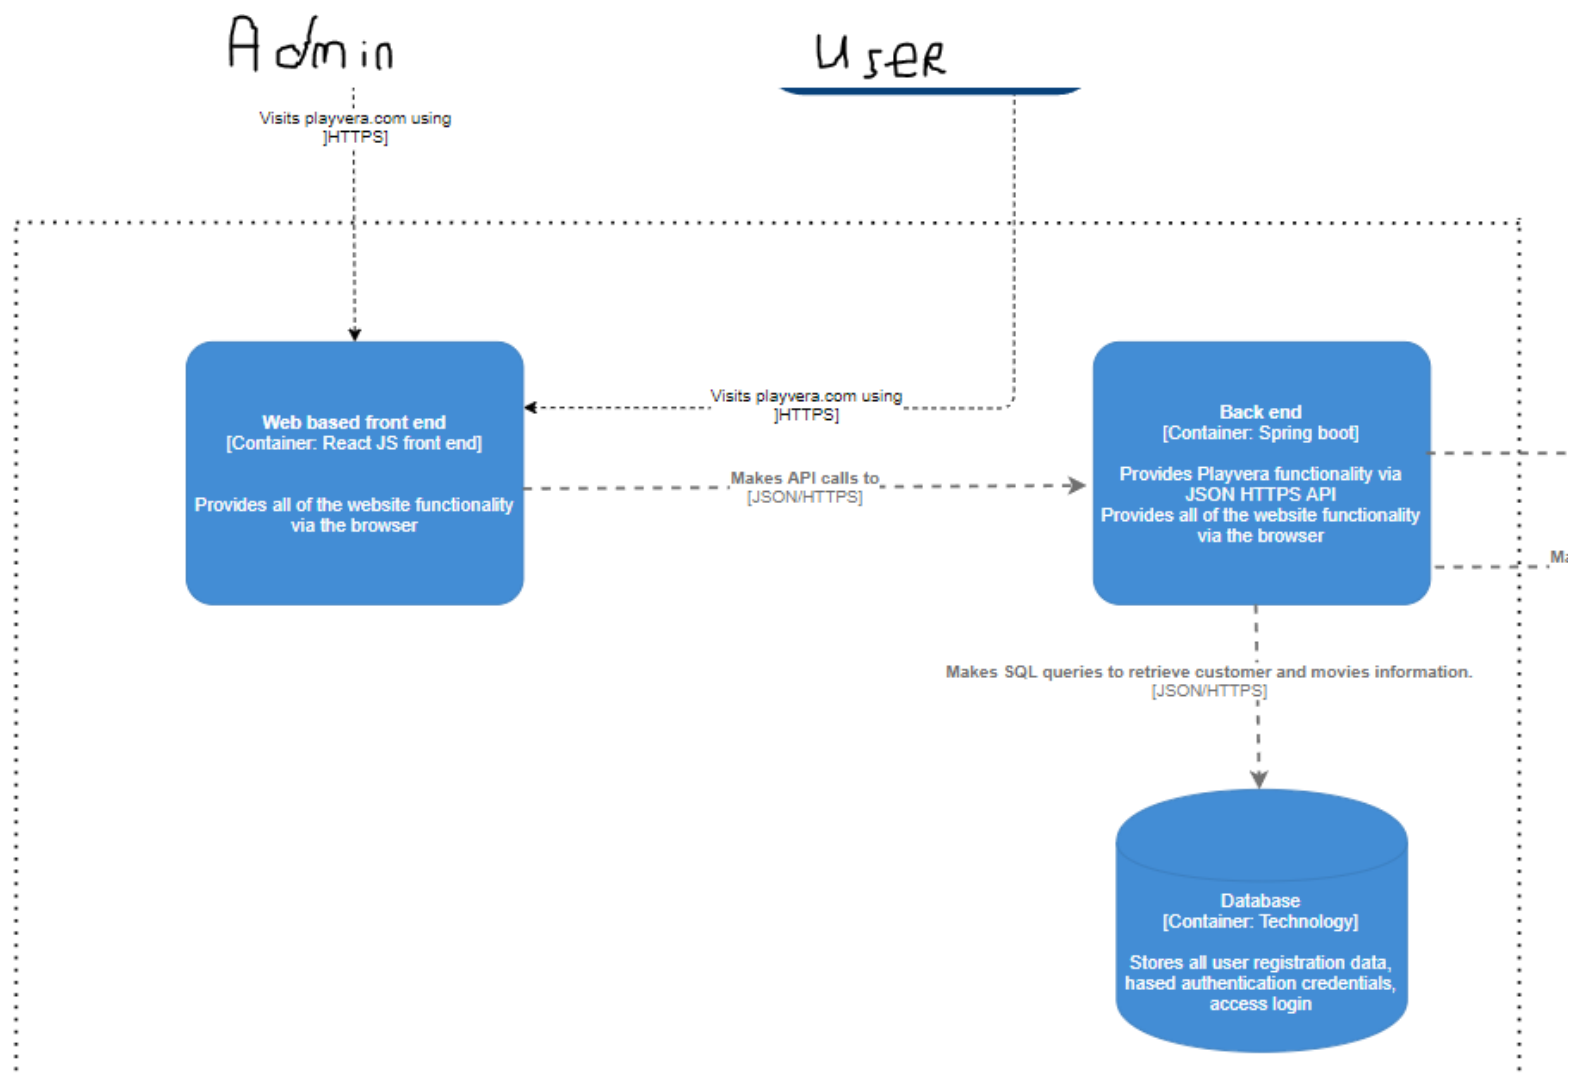 Admin
User
Visits playvera.com using
]HTTPS]
Visits playvera.com using
]HTTPS]
Web based front end
[Container: React JS front end]
Provides all of the website functionality
via the browser
Makes API calls to
[JSON/HTTPS]
Back end
[Container: Spring boot]
Provides Playvera functionality via
JSON HTTPS API
Provides all of the website functionality
via the browser
Makes SQL queries to retrieve customer and movies information.
[JSON/HTTPS]
Database
[Container: Technology]
Stores all user registration data,
hased authentication credentials,
access login